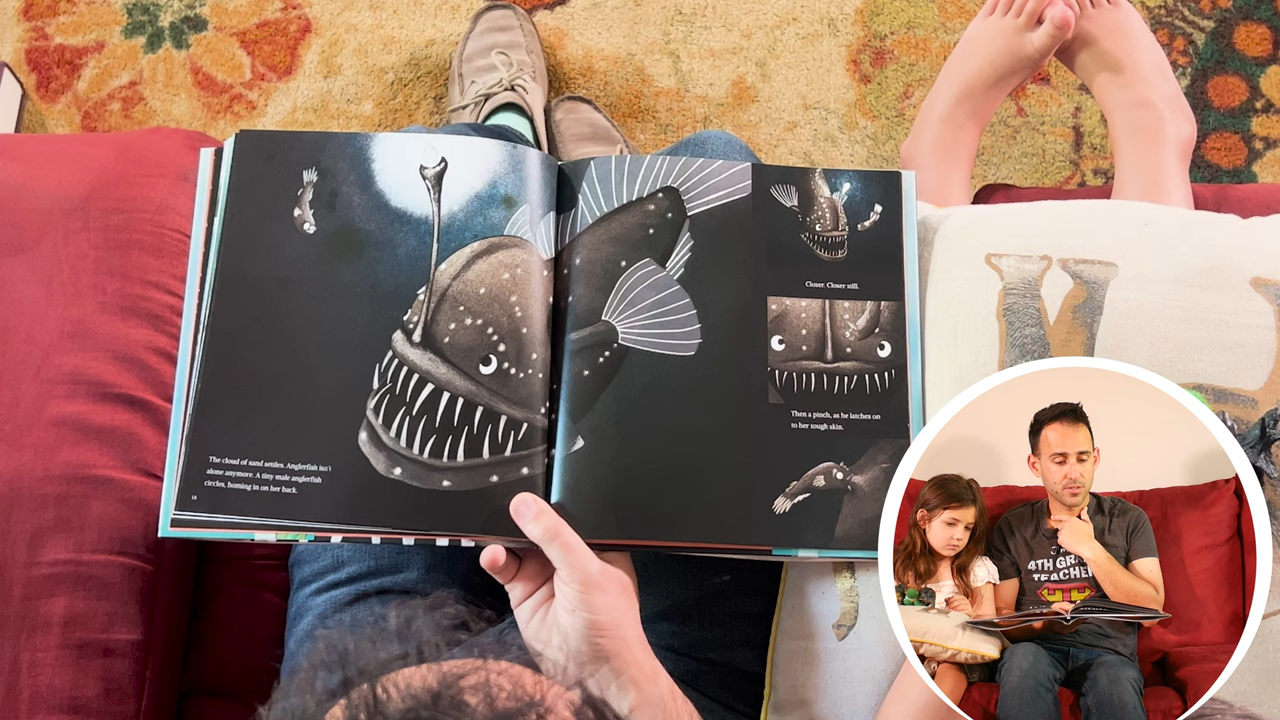 The cloud of sand settles. Anglerfish isn't
alone anymore. A tiny male anglerfish
circles, homing in on her back.
18
Closer. Closer still.
Then a pinch, as he latches on
to her tough skin.
4TH GRA
TEACHER